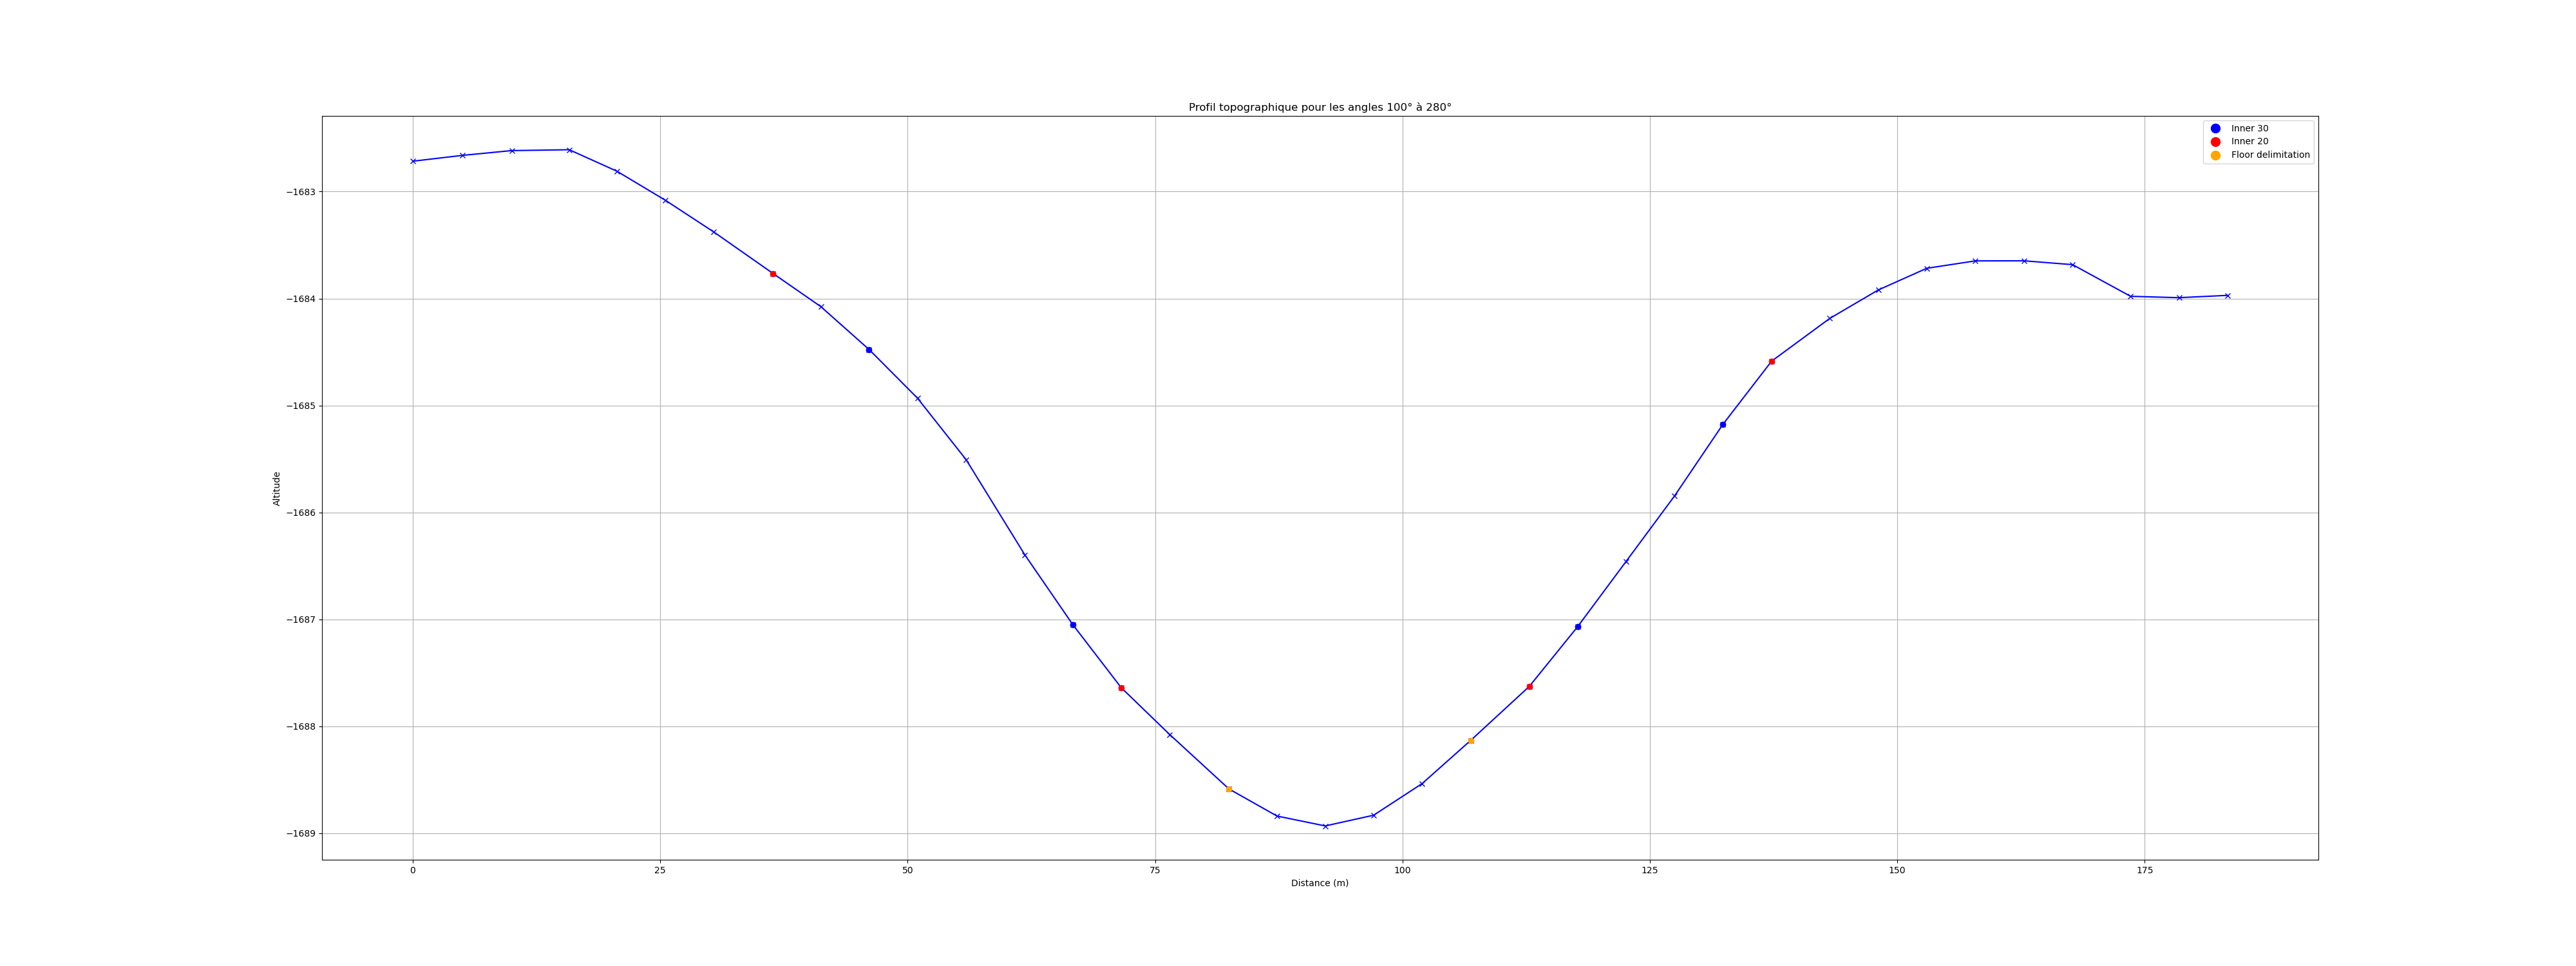 Profil topographique pour les angles 100° à 280°
Inner 30
Inner 20
Floor delimitation
−1683
−1684
−1685
−1686
−1687
−1688
−1689
Altitude
0 25 50 75 100 125 150 175
Distance (m)